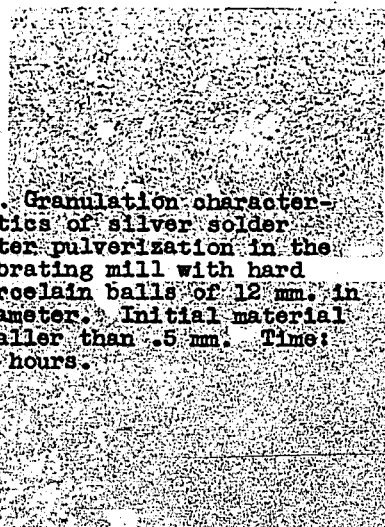 . Granulation character-
tics of silver solder
ter pulverization in the
brating mill with hard
rcelain balls of 12 mm. in
ameter. Initial material
aller than .5 mm. Time:
hours.